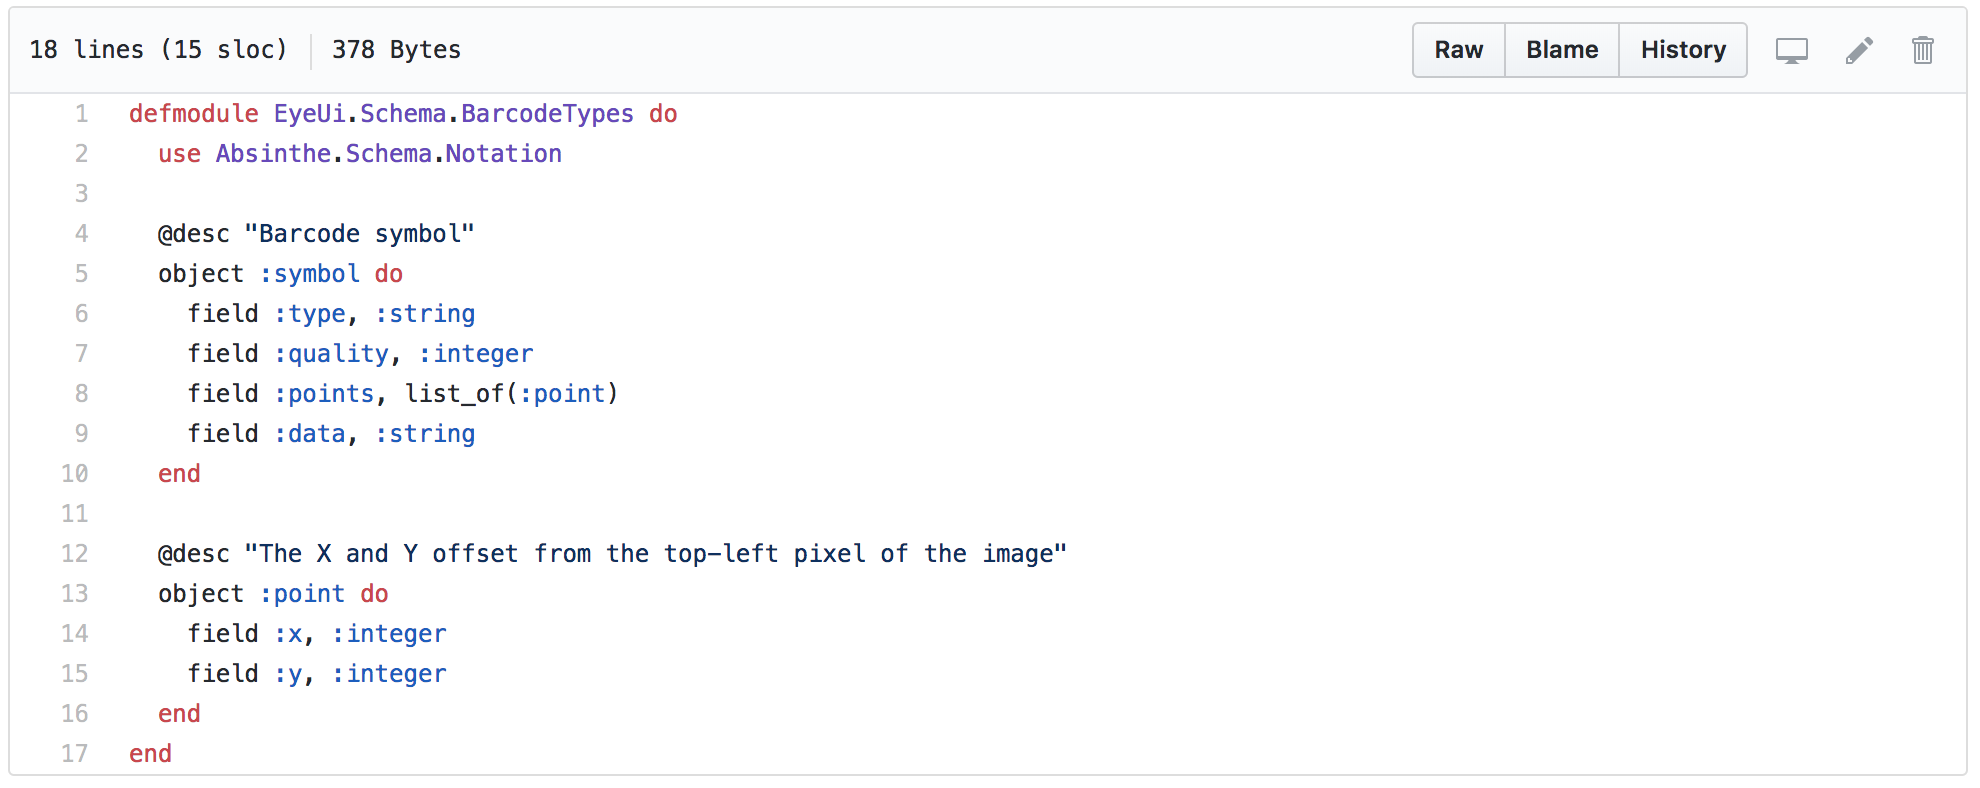 18 lines (15 sloc) 378 Bytes Raw Blame History
1 defmodule EyeUi.Schema.BarcodeTypes do
2   use Absinthe.Schema.Notation
3
4   @desc "Barcode symbol"
5   object :symbol do
6     field :type, :string
7     field :quality, :integer
8     field :points, list_of(:point)
9     field :data, :string
10   end
11
12   @desc "The X and Y offset from the top-left pixel of the image"
13   object :point do
14     field :x, :integer
15     field :y, :integer
16   end
17 end